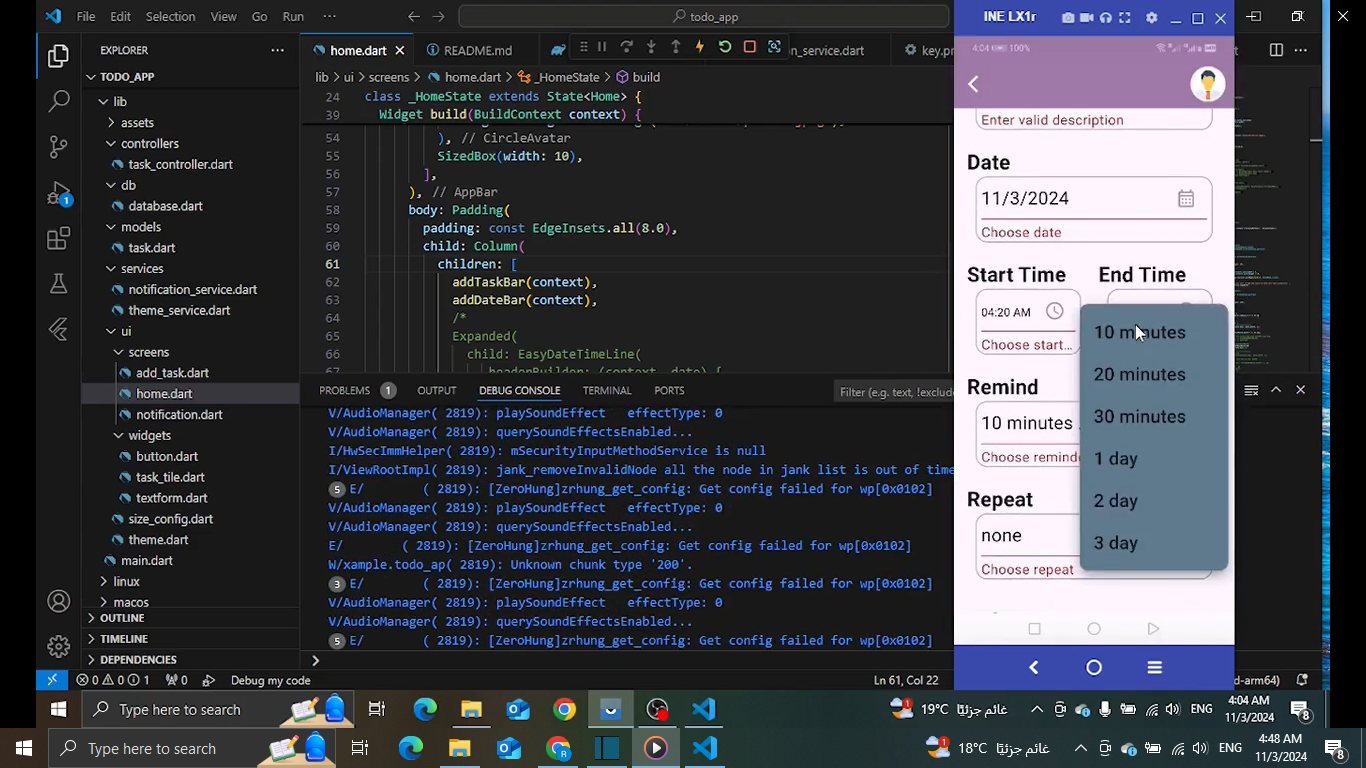 File Edit Selection View Go Run ··· todo_app
EXPLORER
TODO_APP
lib
assets
controllers
task_controller.dart
db
database.dart
models
task.dart
services
notification_service.dart
theme_service.dart
ui
screens
add_task.dart
home.dart
notification.dart
widgets
button.dart
task_tile.dart
textform.dart
size_config.dart
theme.dart
main.dart
linux
macos
OUTLINE
TIMELINE
DEPENDENCIES
home.dart README.md n_service.dart key.pr
lib > ui > screens > home.dart > _HomeState > build
24 class _HomeState extends State<Home> {
39 Widget build(BuildContext context) {
54 ), // CircleAvatar
55 SizedBox(width: 10),
56 ],
57 ), // AppBar
58 body: Padding(
59 padding: const EdgeInsets.all(8.0),
60 child: Column(
61 children: [
62 addTaskBar(context),
63 addDateBar(context),
64 /*
65 Expanded(
66 child: EasyDateTimeLine(
67 headerBuilder: (context, date) {
PROBLEMS 1 OUTPUT DEBUG CONSOLE TERMINAL PORTS Filter (e.g. text, !exclude
V/AudioManager( 2819): playSoundEffect effectType: 0
V/AudioManager( 2819): querySoundEffectsEnabled...
I/HwSecImmHelper( 2819): mSecurityInputMethodService is null
I/ViewRootImpl( 2819): jank_removeInvalidNode all the node in jank list is out of time
5 E/ ( 2819): [ZeroHung]zrhung_get_config: Get config failed for wp[0x0102]
V/AudioManager( 2819): playSoundEffect effectType: 0
V/AudioManager( 2819): querySoundEffectsEnabled...
E/ ( 2819): [ZeroHung]zrhung_get_config: Get config failed for wp[0x0102]
W/xample.todo_ap( 2819): Unknown chunk type '200'.
3 E/ ( 2819): [ZeroHung]zrhung_get_config: Get config failed for wp[0x0102]
V/AudioManager( 2819): playSoundEffect effectType: 0
V/AudioManager( 2819): querySoundEffectsEnabled...
5 E/ ( 2819): [ZeroHung]zrhung_get_config: Get config failed for wp[0x0102]
INE LX1r
4:04 100%
Enter valid description
Date
11/3/2024
Choose date
Start Time End Time
04:20 AM
Choose start...
Remind
10 minutes
Choose reminde
Repeat
none
Choose repeat
10 minutes
20 minutes
30 minutes
1 day
2 day
3 day
0 0 1 0 Debug my code Ln 61, Col 22 d-arm64)
Type here to search 19°C غائم جزئيًا ENG 4:04 AM
11/3/2024 8
Type here to search 18°C غائم جزئيًا ENG 4:48 AM
11/3/2024 8